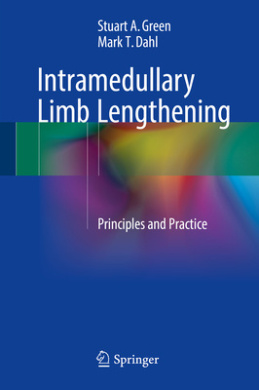 Stuart A. Green
Mark T. Dahl
Intramedullary
Limb Lengthening
Principles and Practice
Springer